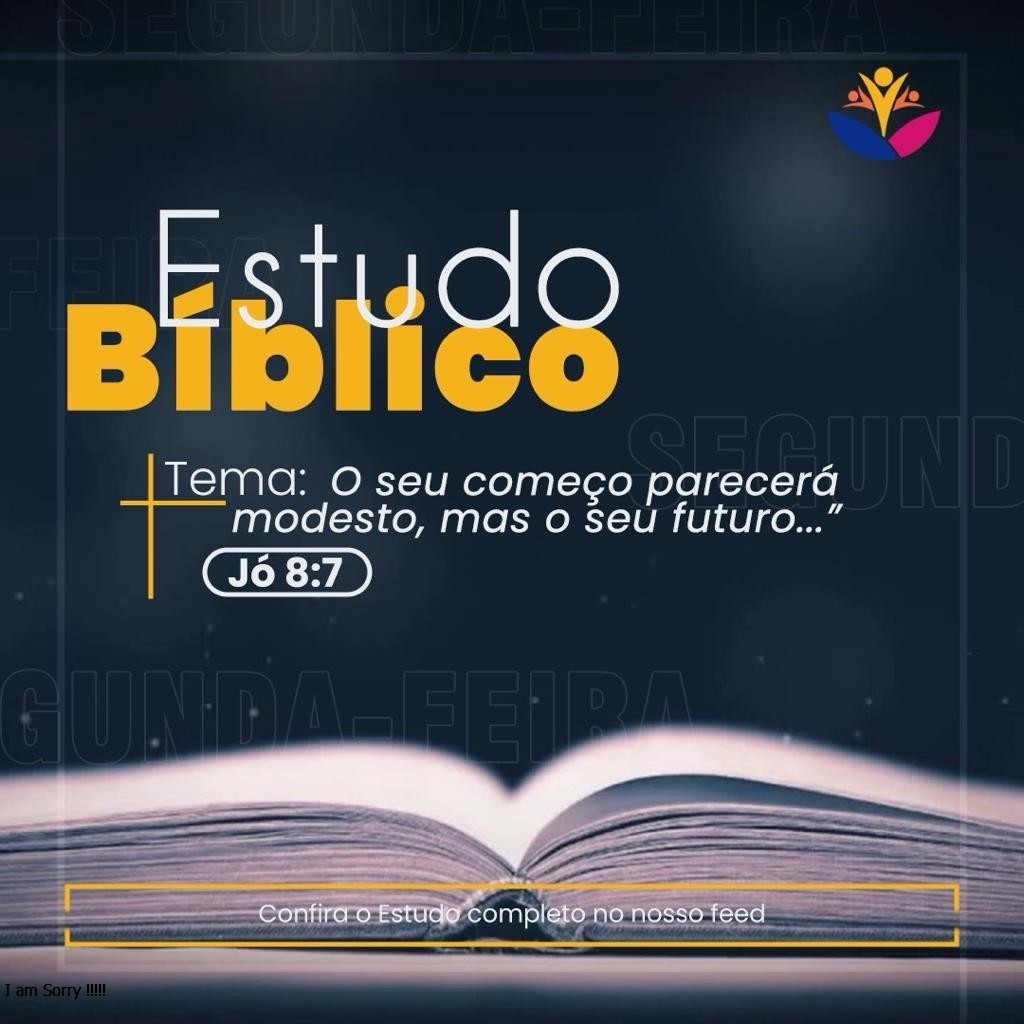 SEGUNDA-FEIRA
Estudo
FEIRA
Bíblico
SEGUND
Tema: O seu começo parecerá
modesto, mas o seu futuro..."
Jó 8:7
GUNDA-FEIRA
Confira o Estudo completo no nosso feed
I am Sorry !!!!!